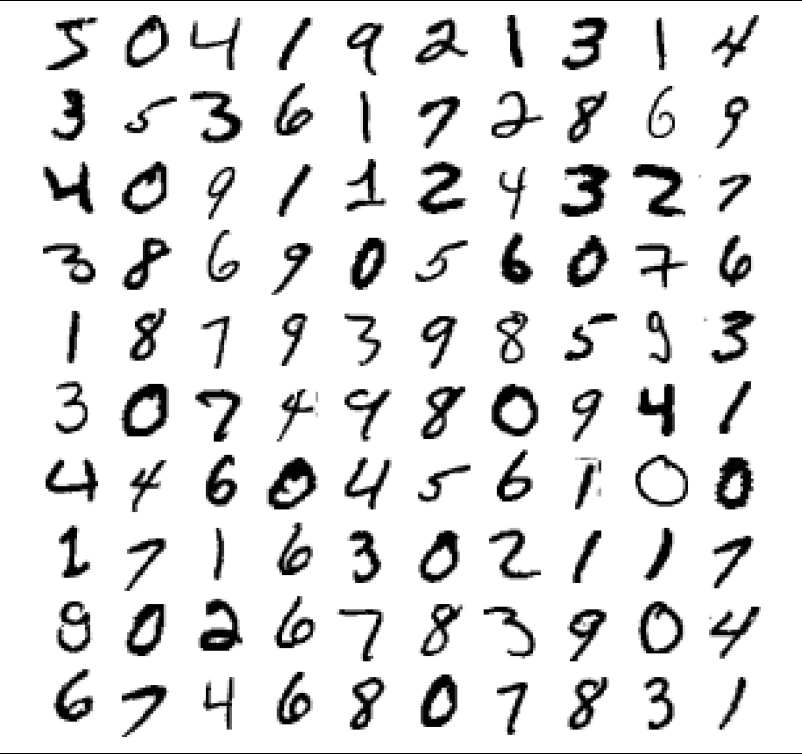 5 0 4 1 9 2 1 3 1 4
3 5 3 6 1 7 2 8 6 9
4 0 9 1 1 2 4 3 2 7
3 8 6 9 0 5 6 0 7 6
1 8 7 9 3 9 8 5 9 3
3 0 7 4 9 8 0 9 4 1
4 4 6 0 4 5 6 1 0 0
1 7 1 6 3 0 2 1 1 7
8 0 2 6 7 8 3 9 0 4
6 7 4 6 8 0 7 8 3 1